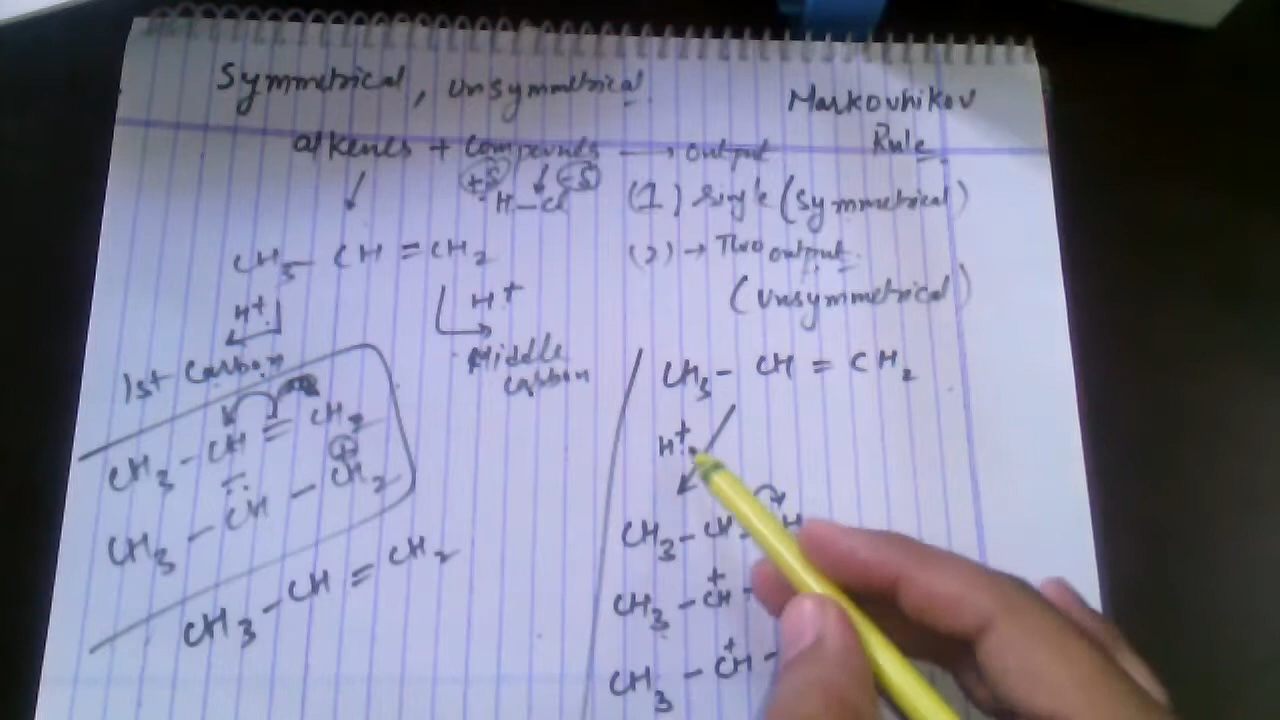 Symmetrical, unsymmetrical.
Markovnikov
Rule
alkenes + compounds → output
+δ -δ
H-Cl
(1) Single (Symmetrical)
(2) → Two output.
(Unsymmetrical)
CH3 - CH = CH2
H+
1st Carbon
H+
Middle
carbon
CH3 - CH = CH2
CH3 - CH - CH2
⊕
CH3 - CH = CH2
CH3 - CH = CH2
H+
CH3 - CH
CH3 - CH -
+
CH3 - CH -
+